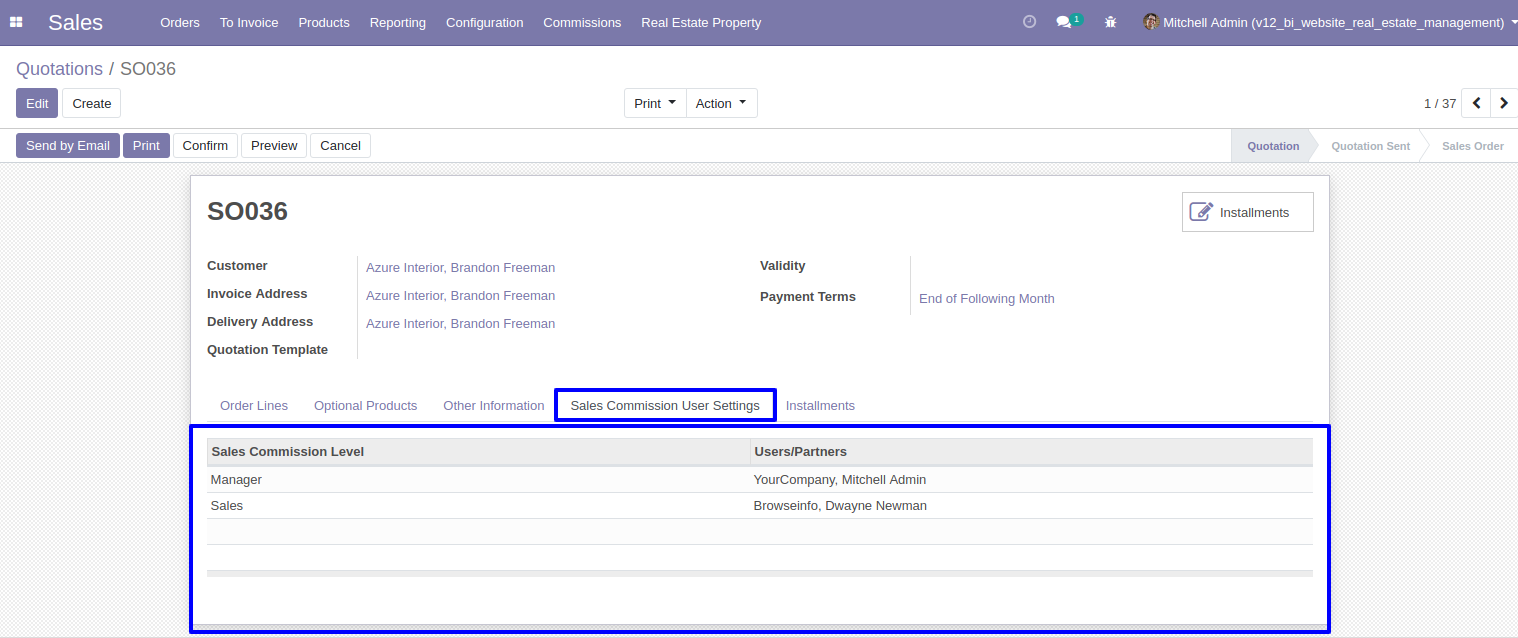 Sales Orders To Invoice Products Reporting Configuration Commissions Real Estate Property 1 Mitchell Admin (v12_bi_website_real_estate_management)
Quotations / SO036
Edit Create Print Action 1 / 37
Send by Email Print Confirm Preview Cancel Quotation Quotation Sent Sales Order
SO036 Installments
Customer Azure Interior, Brandon Freeman Validity
Invoice Address Azure Interior, Brandon Freeman Payment Terms End of Following Month
Delivery Address Azure Interior, Brandon Freeman
Quotation Template
Order Lines Optional Products Other Information Sales Commission User Settings Installments
Sales Commission Level Users/Partners
Manager YourCompany, Mitchell Admin
Sales Browseinfo, Dwayne Newman